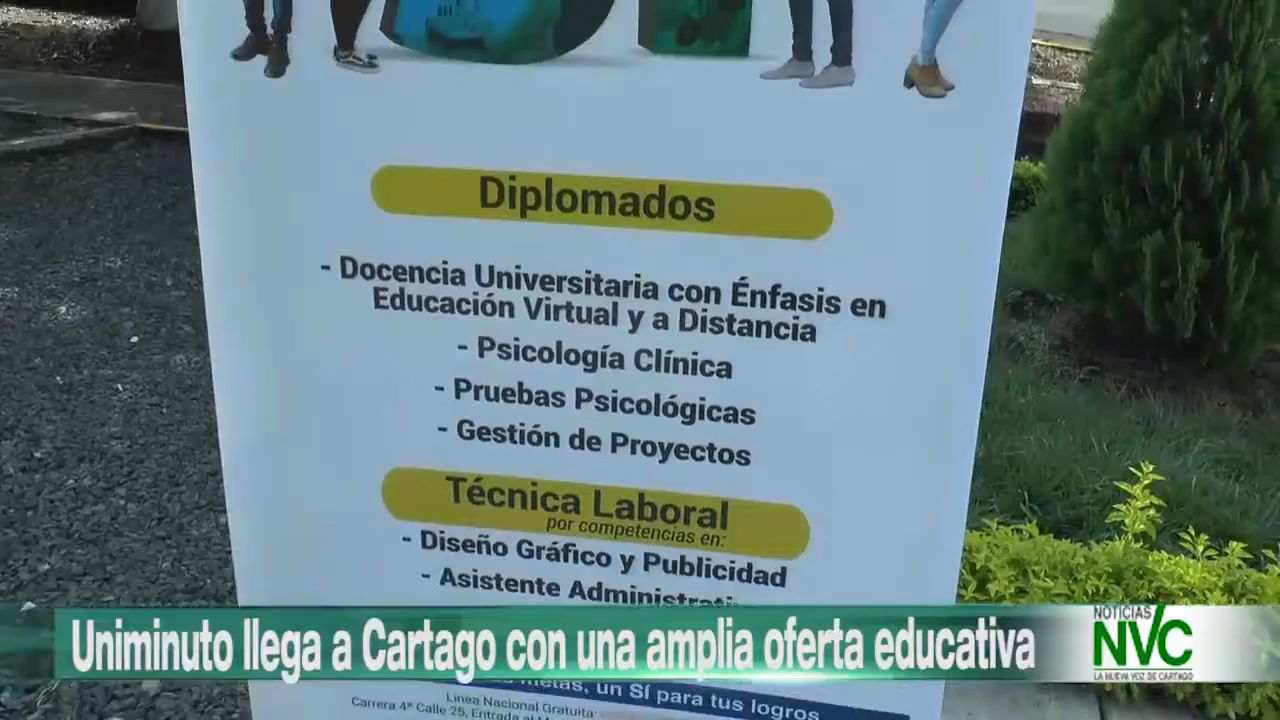 Diplomados
- Docencia Universitaria con Énfasis en
Educación Virtual y a Distancia
- Psicología Clínica
- Pruebas Psicológicas
- Gestión de Proyectos
Técnica Laboral
por competencias en:
- Diseño Gráfico y Publicidad
- Asistente
Uniminuto llega a Cartago con una amplia oferta educativa
NOTICIAS
NVC
LA NUEVA VOZ DE CARTAGO
metas, un SÍ para tus logros
Línea Nacional Gratuita:
Carrera 4ª Calle 25, Entrada al